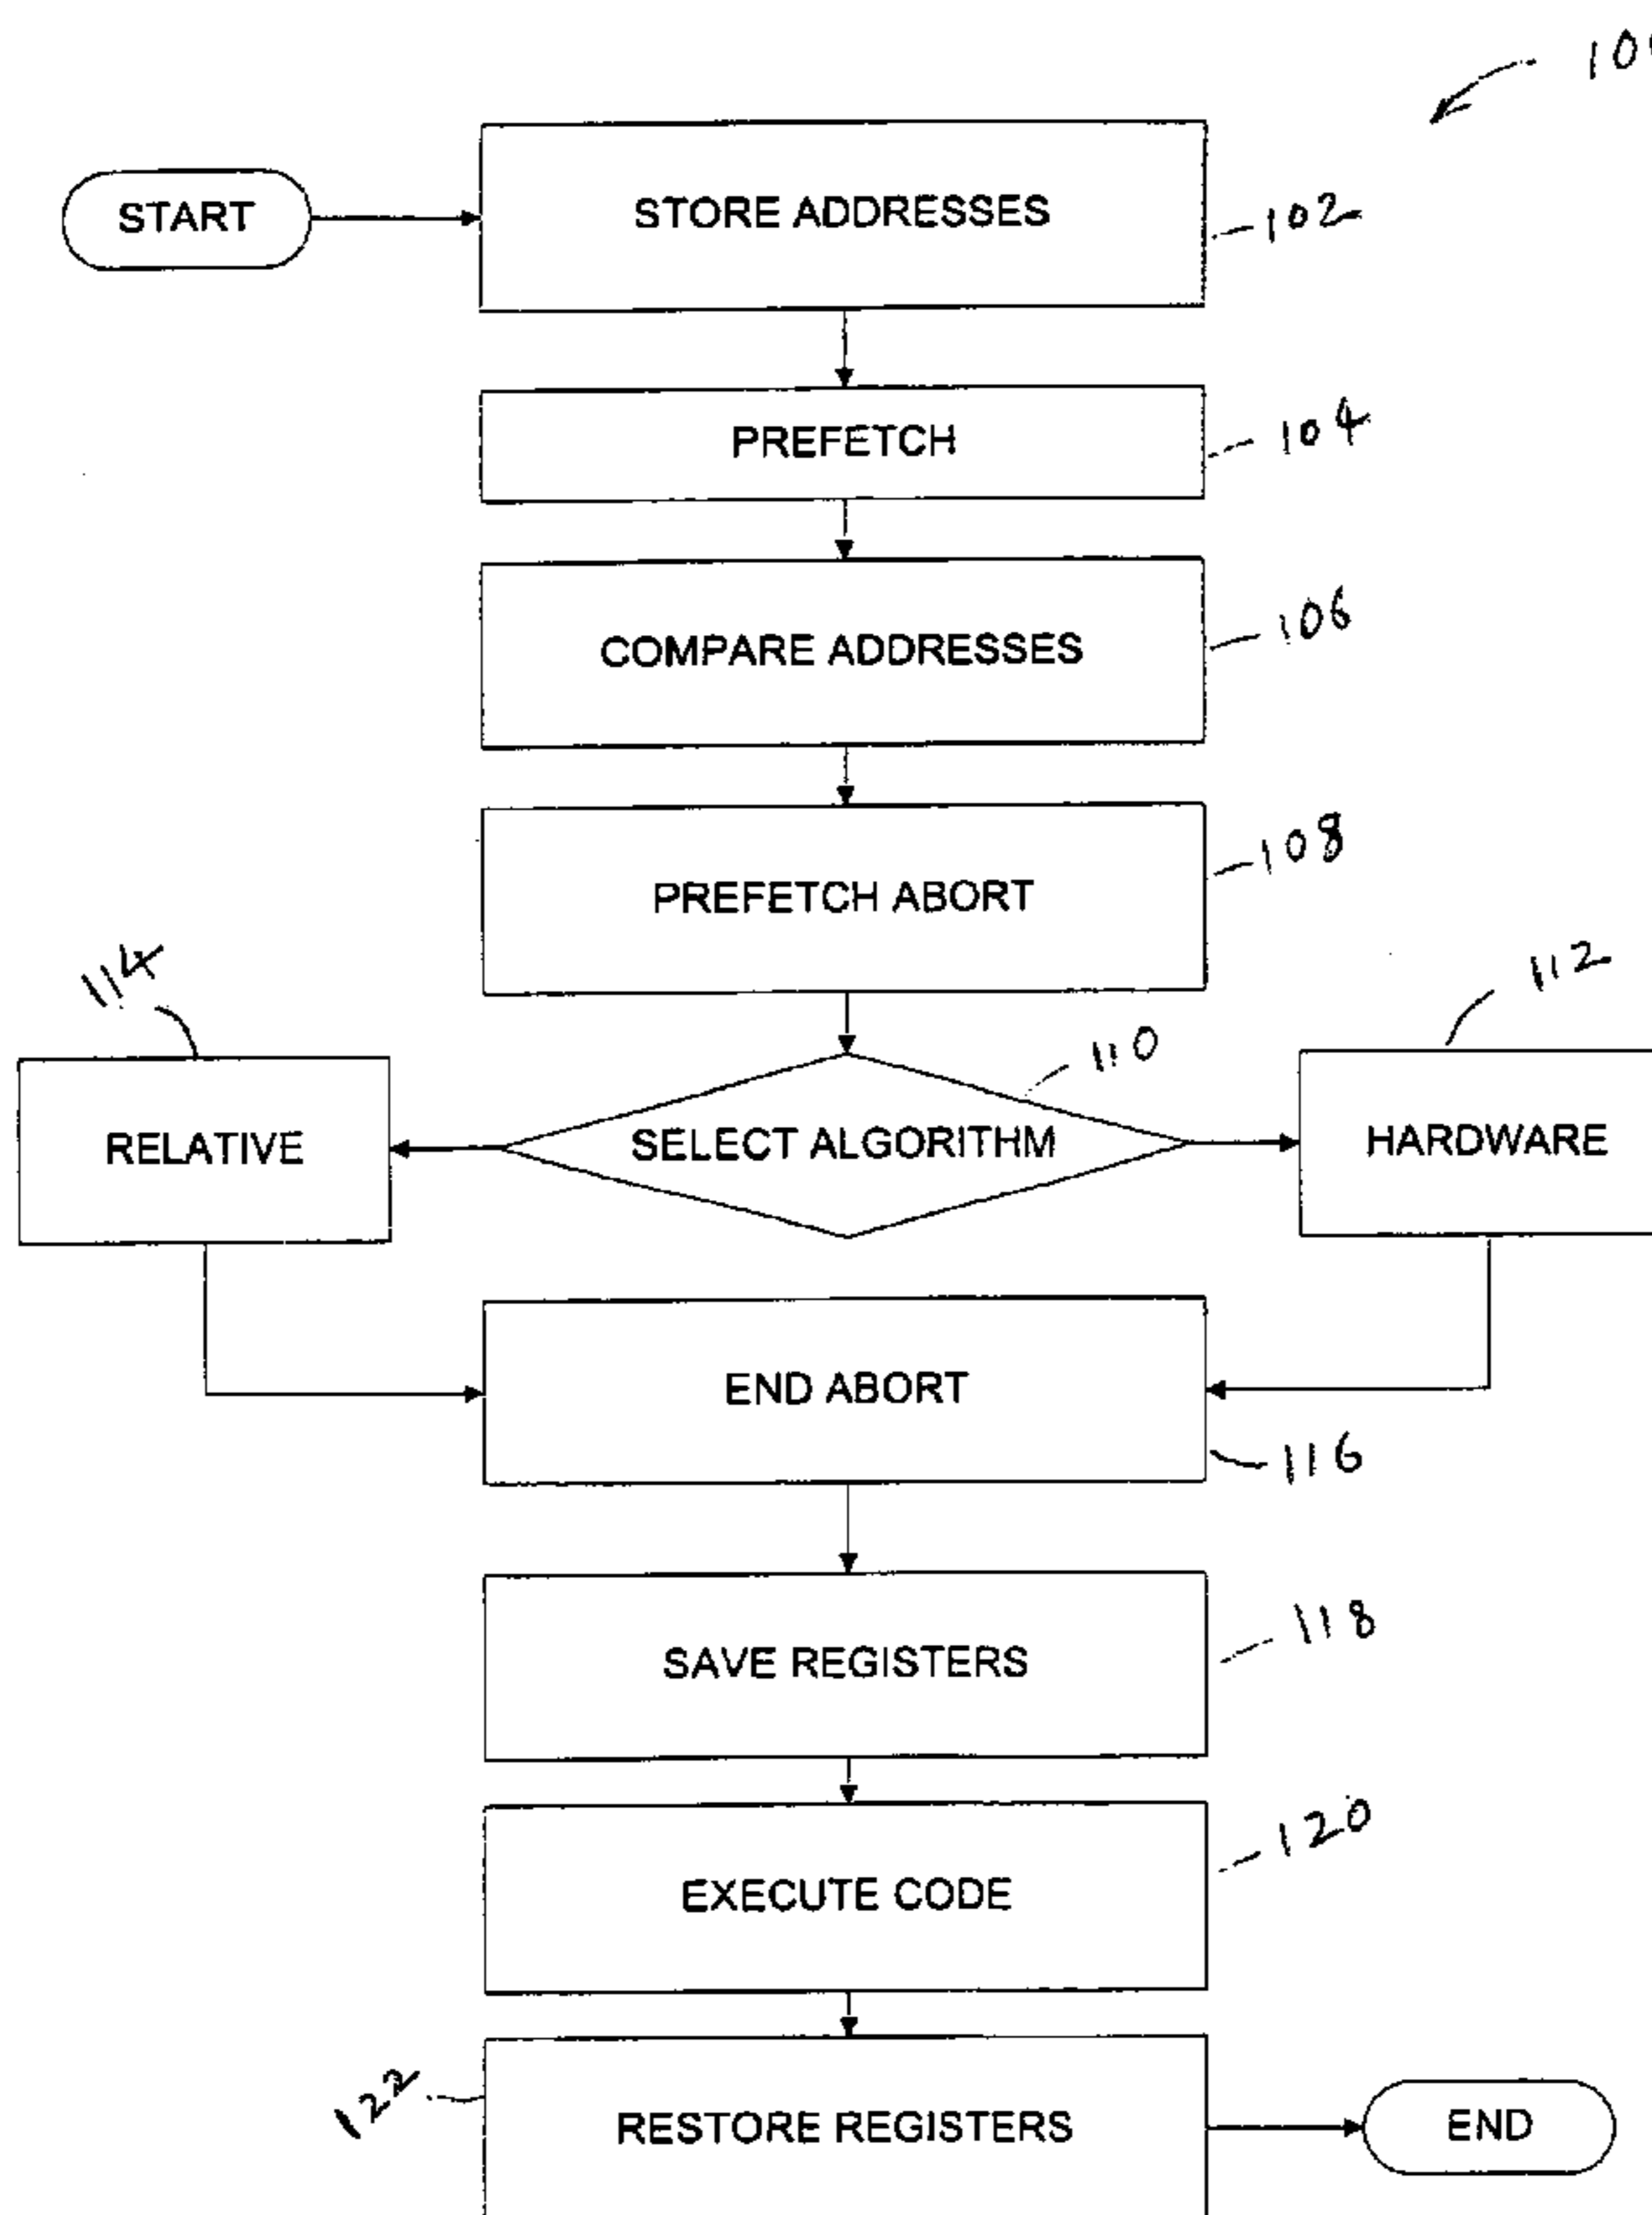 START
STORE ADDRESSES
102
PREFETCH
104
COMPARE ADDRESSES
106
PREFETCH ABORT
108
114
112
110
RELATIVE
SELECT ALGORITHM
HARDWARE
END ABORT
116
SAVE REGISTERS
118
EXECUTE CODE
120
122
RESTORE REGISTERS
END